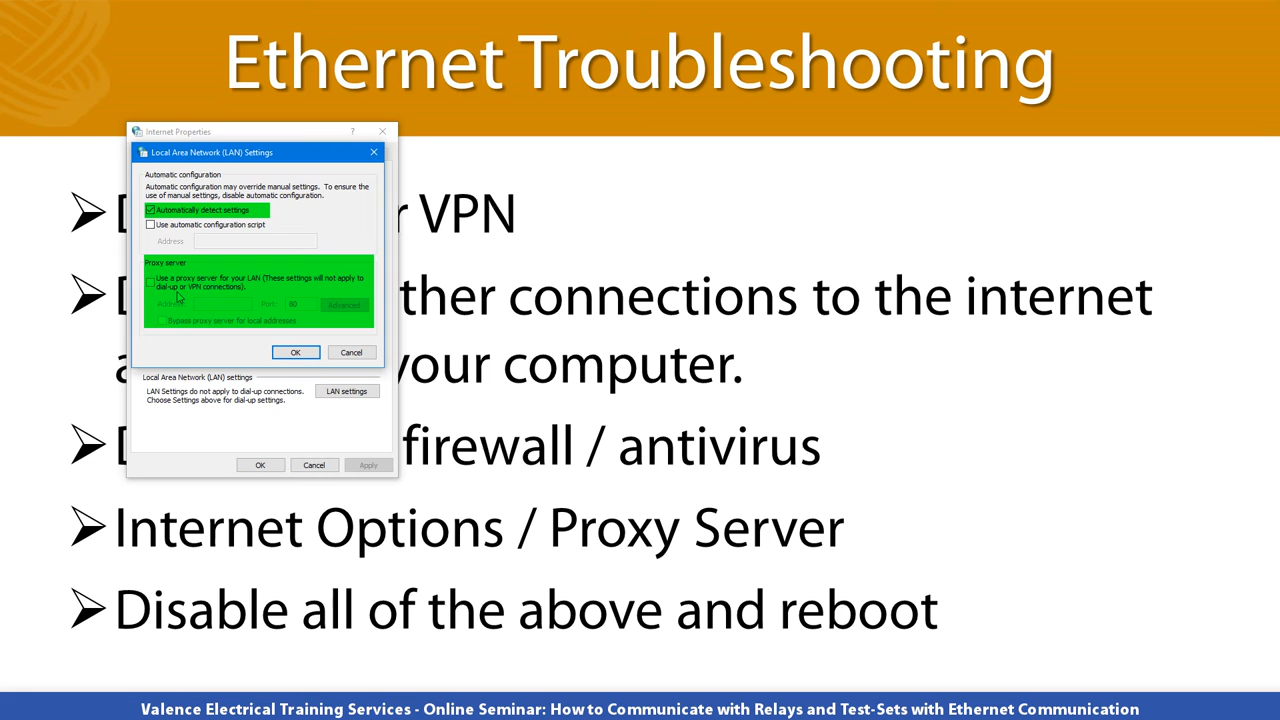 Ethernet Troubleshooting
Internet Properties
Local Area Network (LAN) Settings
Automatic configuration
Automatic configuration may override manual settings. To ensure the
use of manual settings, disable automatic configuration.
Automatically detect settings
Use automatic configuration script
Address
Proxy server
Use a proxy server for your LAN (These settings will not apply to
dial-up or VPN connections).
Address Port: 80 Advanced
Bypass proxy server for local addresses
OK Cancel
Local Area Network (LAN) settings
LAN Settings do not apply to dial-up connections.
Choose Settings above for dial-up settings.
LAN settings
OK Cancel Apply
VPN
connections to the internet
your computer.
firewall / antivirus
Internet Options / Proxy Server
Disable all of the above and reboot
Valence Electrical Training Services - Online Seminar: How to Communicate with Relays and Test-Sets with Ethernet Communication